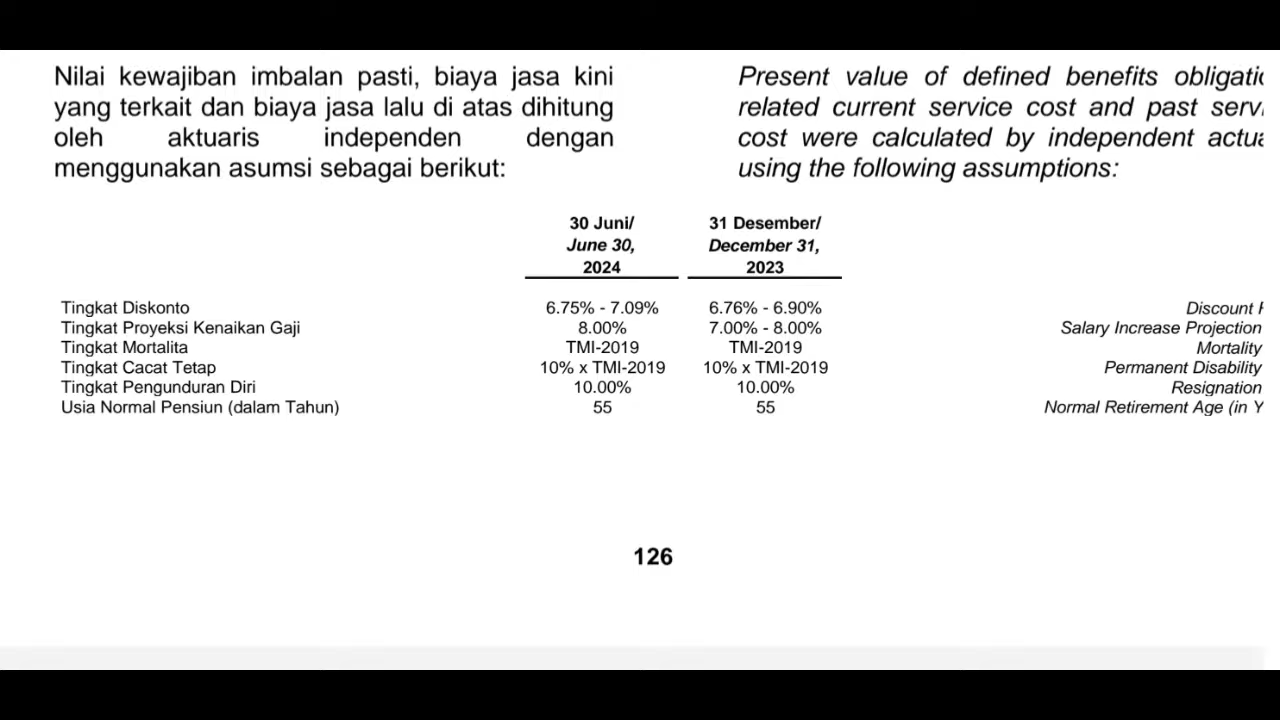 Nilai kewajiban imbalan pasti, biaya jasa kini
yang terkait dan biaya jasa lalu di atas dihitung
oleh aktuaris independen dengan
menggunakan asumsi sebagai berikut:
Present value of defined benefits
related current service cost and past
cost were calculated by independent
using the following assumptions:
30 Juni/ 31 Desember/
June 30, December 31,
2024 2023
Tingkat Diskonto 6.75% - 7.09% 6.76% - 6.90% Discount
Tingkat Proyeksi Kenaikan Gaji 8.00% 7.00% - 8.00% Salary Increase Projection
Tingkat Mortalita TMI-2019 TMI-2019 Mortality
Tingkat Cacat Tetap 10% x TMI-2019 10% x TMI-2019 Permanent Disability
Tingkat Pengunduran Diri 10.00% 10.00% Resignation
Usia Normal Pensiun (dalam Tahun) 55 55 Normal Retirement Age (in
126